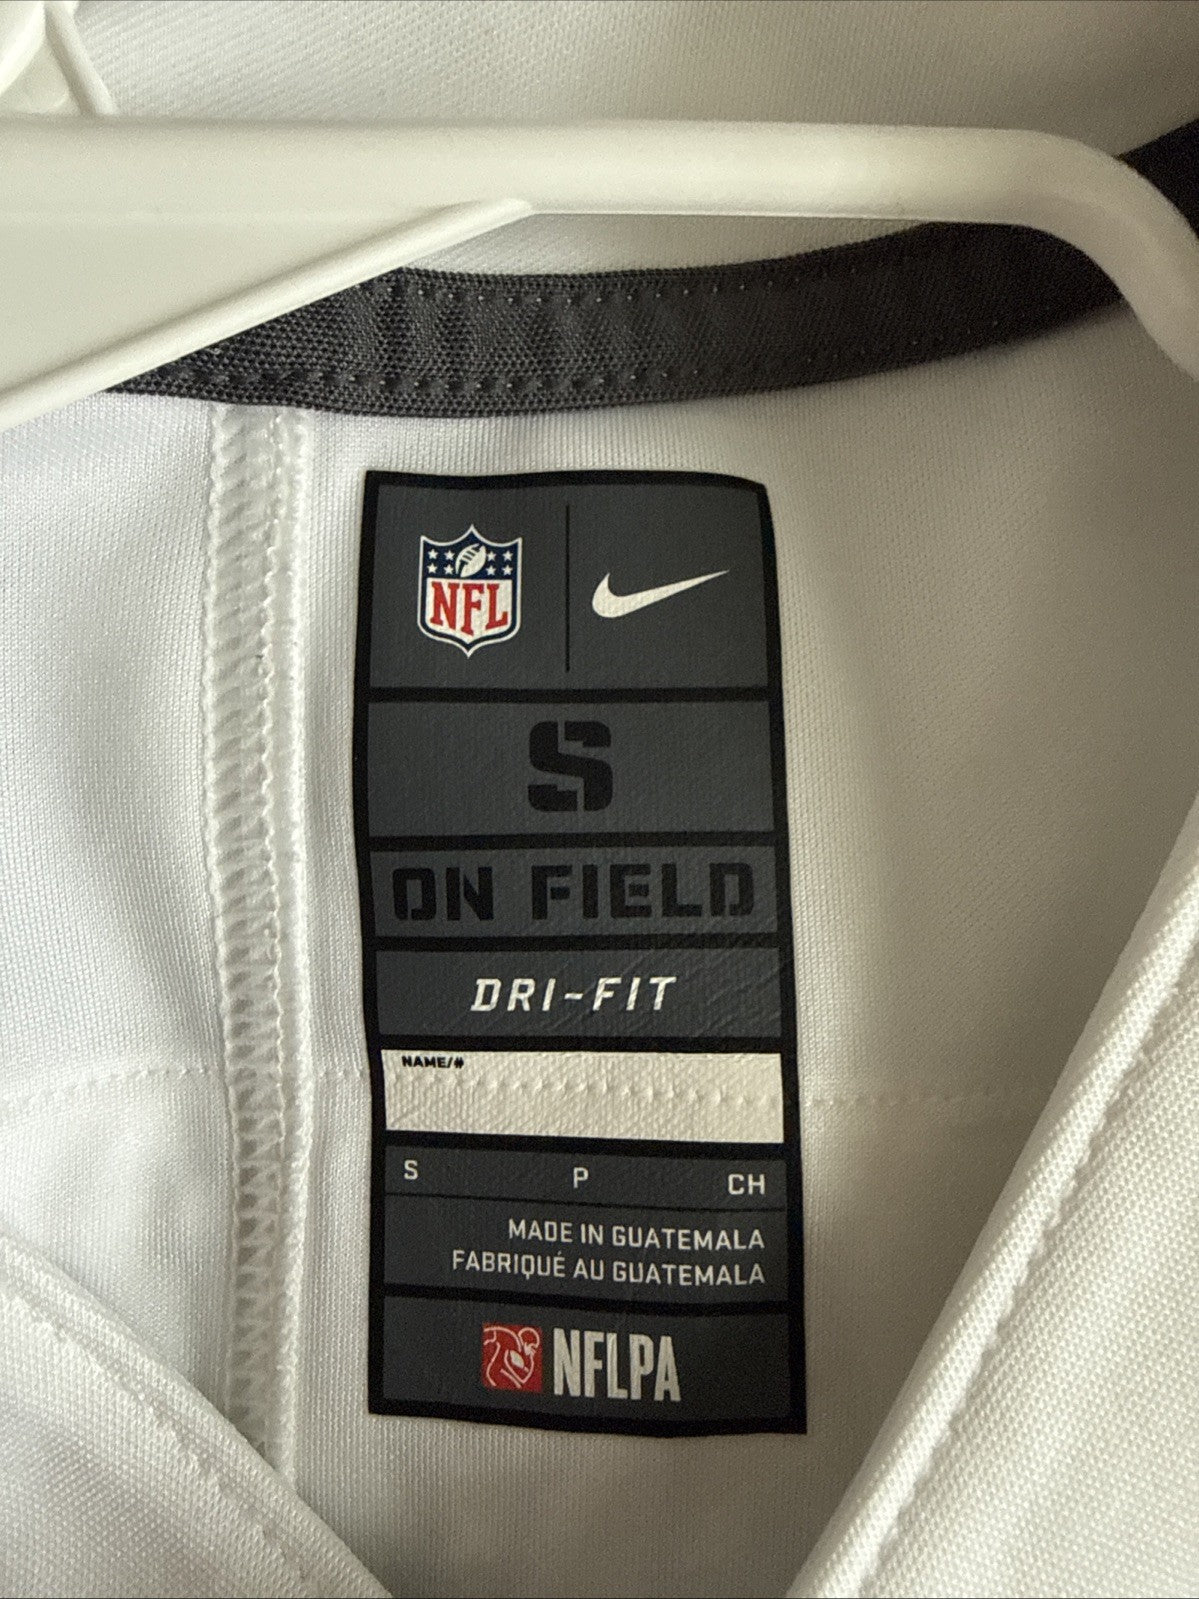 NFL
S
ON FIELD
DRI-FIT
NAME/#
S P CH
MADE IN GUATEMALA
FABRIQUÉ AU GUATEMALA
NFLPA